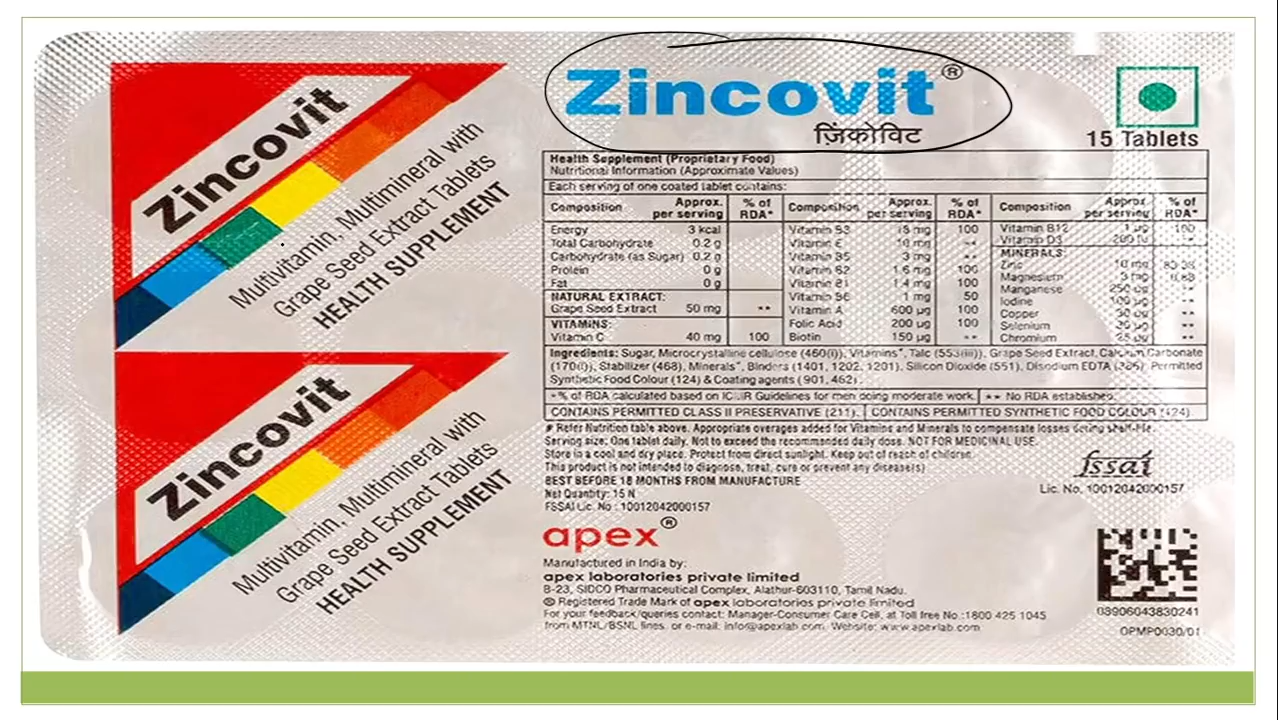 Zincovit
Multivitamin, Multimineral with
Grape Seed Extract Tablets
HEALTH SUPPLEMENT
Zincovit
Multivitamin, Multimineral with
Grape Seed Extract Tablets
HEALTH SUPPLEMENT
Zincovit®
ज़िंकोविट
15 Tablets
Health Supplement (Proprietary Food)
Nutritional Information (Approximate Values)
Each serving of one coated tablet contains:
Composition Approx. per serving % of RDA* Composition Approx. per serving % of RDA* Composition Approx. per serving % of RDA*
Energy 3 kcal Vitamin B3 18 mg 100 Vitamin B12 1 µg 100
Total Carbohydrate 0.2 g Vitamin E 10 mg ** Vitamin D3 200 IU **
Carbohydrate (as Sugar) 0.2 g Vitamin B5 3 mg ** MINERALS:
Protein 0 g Vitamin B2 1.6 mg 100 Zinc 10 mg
Fat 0 g Vitamin B1 1.4 mg 100 Magnesium 3 mg
NATURAL EXTRACT: Vitamin B6 1 mg 50 Manganese 250 µg **
Grape Seed Extract 50 mg ** Vitamin A 600 µg 100 Iodine 100 µg **
VITAMINS: Folic Acid 200 µg 100 Copper 30 µg **
Vitamin C 40 mg 100 Biotin 150 µg ** Selenium 30 µg **
Chromium 25 µg **
Ingredients: Sugar, Microcrystalline cellulose (460(i)), Vitamins#, Talc (553(iii)), Grape Seed Extract, Calcium Carbonate
(170(i)), Stabilizer (468), Minerals#, Binders (1401, 1202, 1201), Silicon Dioxide (551), Disodium EDTA (386), Permitted
Synthetic Food Colour (124) & Coating agents (901, 462).
*% of RDA calculated based on ICMR Guidelines for men doing moderate work. ** No RDA established.
CONTAINS PERMITTED CLASS II PRESERVATIVE (211). CONTAINS PERMITTED SYNTHETIC FOOD COLOUR (124).
# Refer Nutrition table above. Appropriate overages added for Vitamins and Minerals to compensate losses during shelf-life.
Serving size: One tablet daily. Not to exceed the recommended daily dose. NOT FOR MEDICINAL USE.
Store in a cool and dry place. Protect from direct sunlight. Keep out of reach of children.
This product is not intended to diagnose, treat, cure or prevent any disease(s)
BEST BEFORE 18 MONTHS FROM MANUFACTURE
Net Quantity: 15 N
FSSAI Lic. No : 10012042000157
fssai
Lic. No. 10012042000157
apex®
Manufactured in India by:
apex laboratories private limited
B-23, SIDCO Pharmaceutical Complex, Alathur-603110, Tamil Nadu.
® Registered Trade Mark of apex laboratories private limited
For your feedback/queries contact: Manager-Consumer Care Cell, at Toll free No :1800 425 1045
from MTNL/BSNL lines, or e-mail: info@apexlab.com. Website: www.apexlab.com
08906043830241
OPMP0030/01